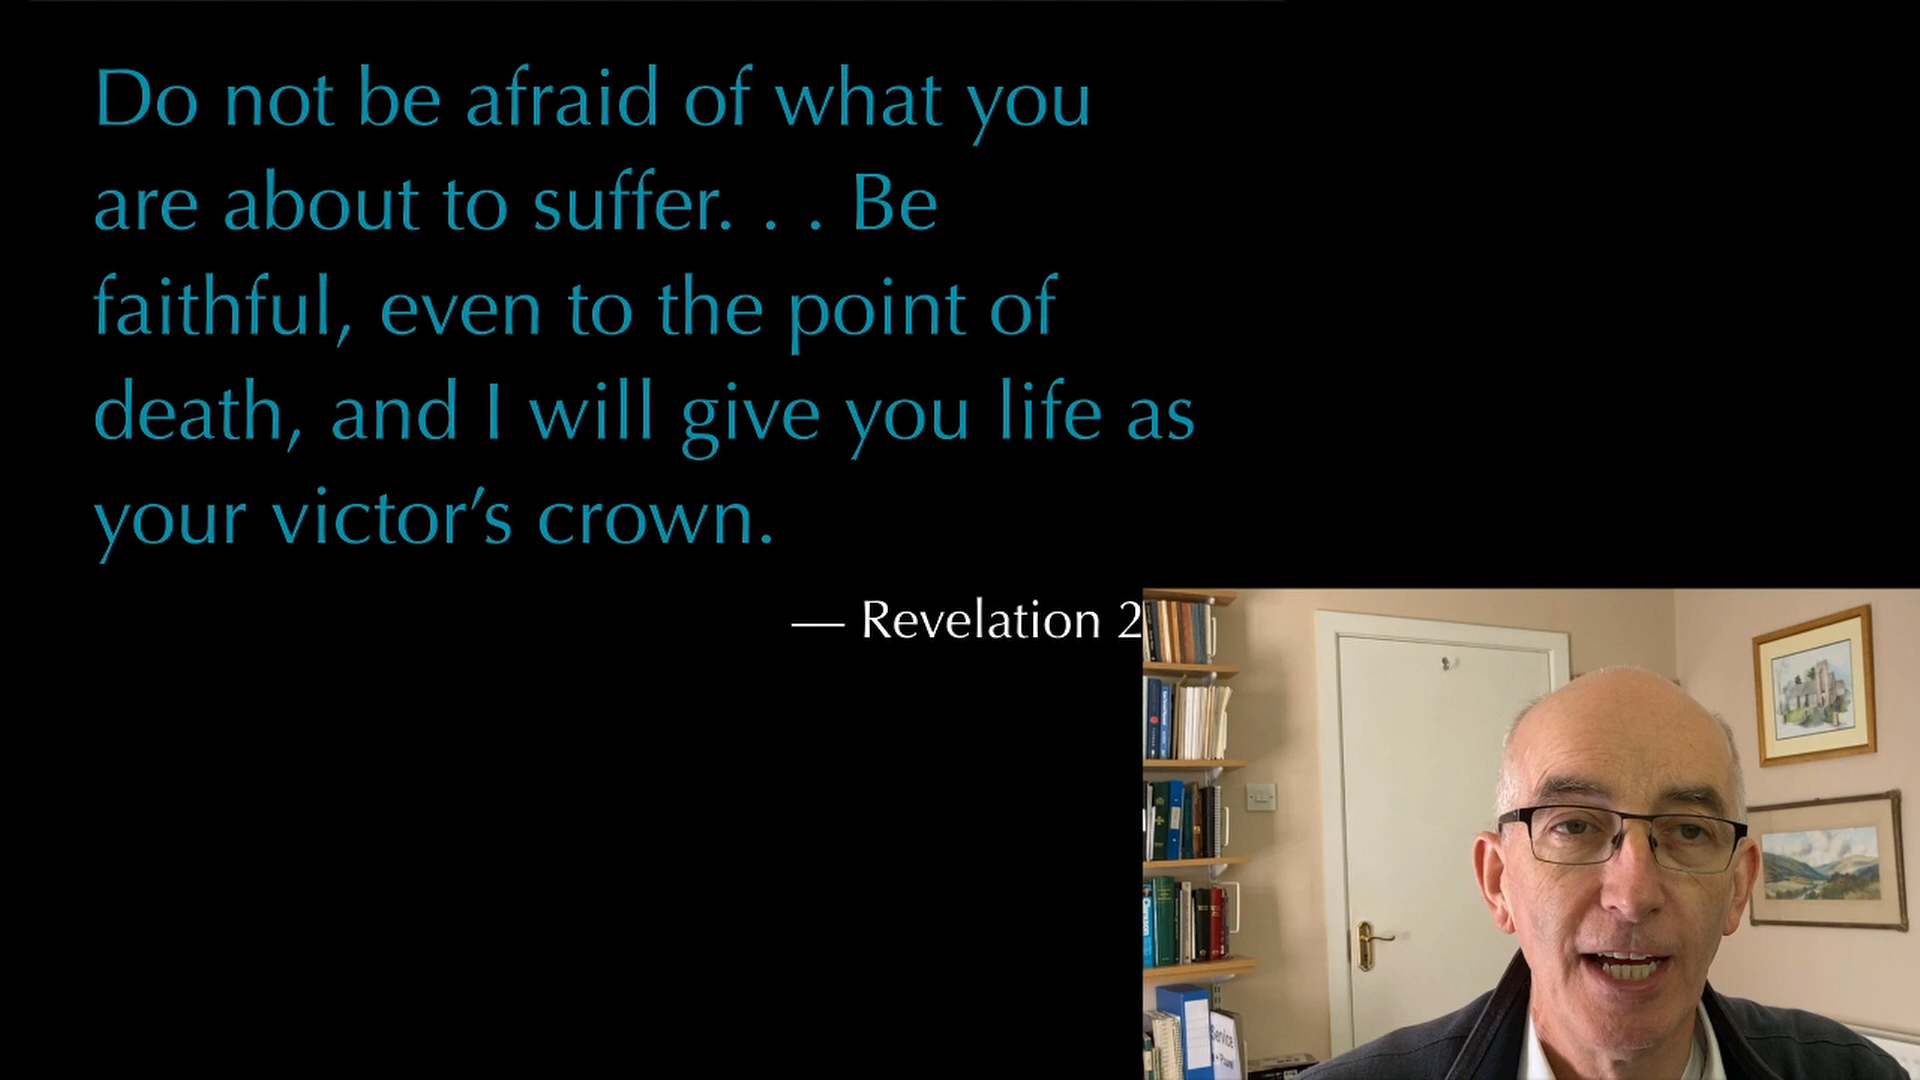 Do not be afraid of what you
are about to suffer. . . Be
faithful, even to the point of
death, and I will give you life as
your victor’s crown.
— Revelation 2
Service